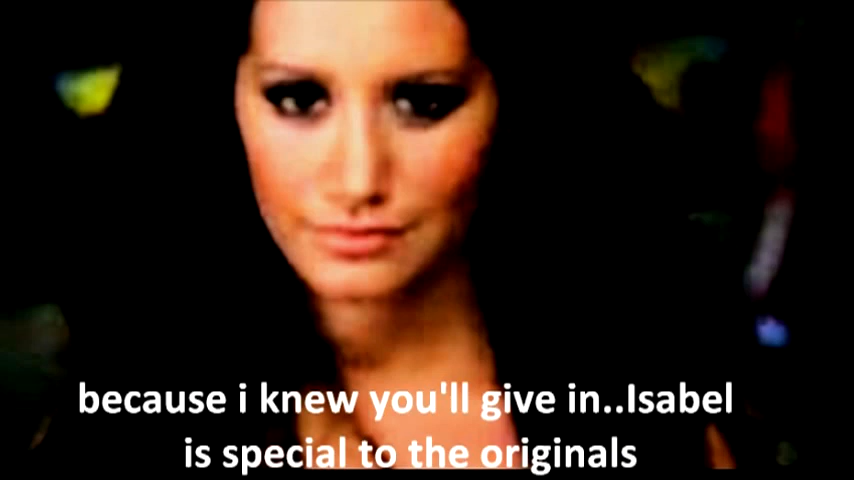 because i knew you'll give in..Isabel
is special to the originals